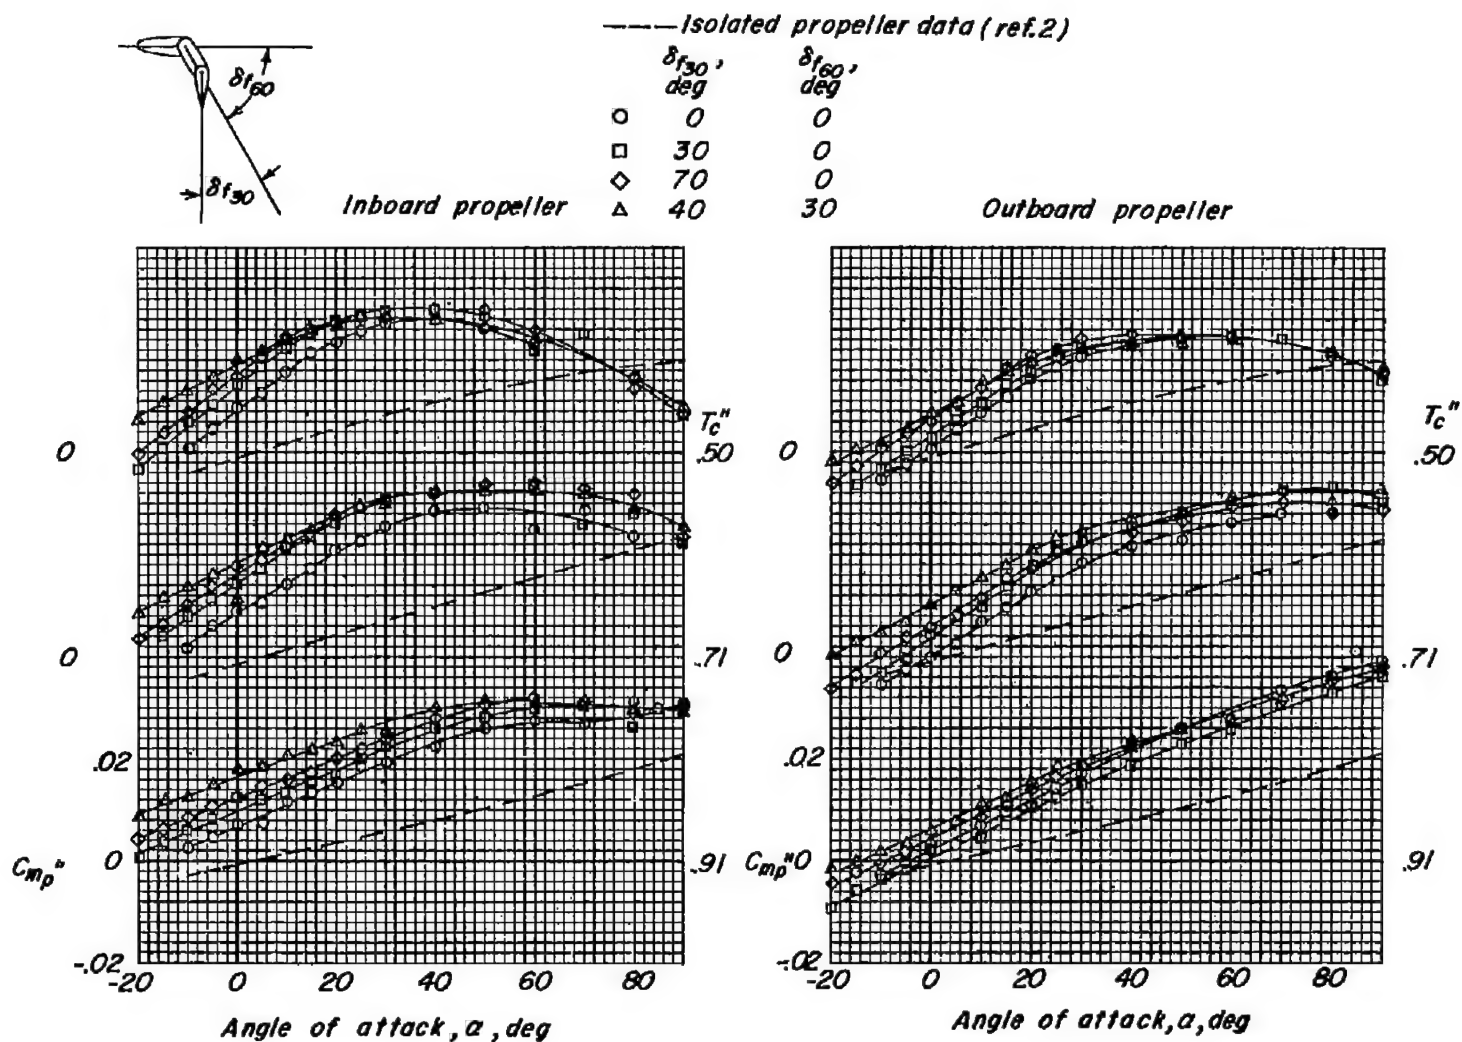 Isolated propeller data (ref.2)
δf30, deg
δf60, deg
0 0
30 0
70 0
40 30
δf60
δf30
Inboard propeller
Outboard propeller
Tc"
0
.50
0
.71
.02
0
.91
Cmp"
-.02
-20 0 20 40 60 80
Angle of attack, α, deg
Tc"
0
.50
0
.71
.02
Cmp" 0
.91
-.02
-20 0 20 40 60 80
Angle of attack, α, deg